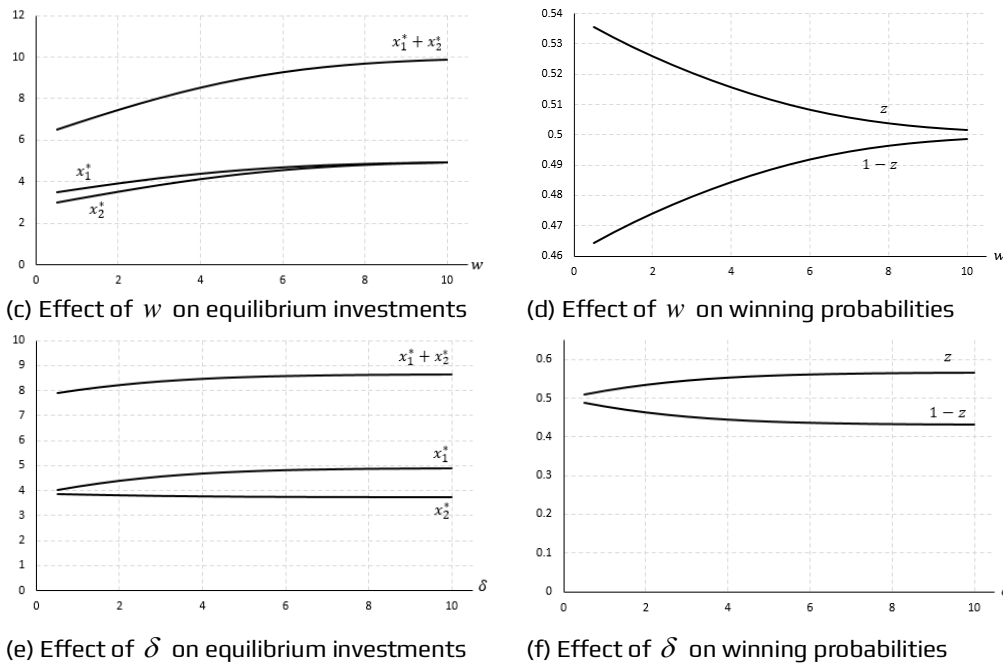 12
10
8
6
4
2
0
x₁* + x₂*
x₁*
x₂*
0 2 4 6 8 10 w
(c) Effect of w on equilibrium investments
0.54
0.53
0.52
0.51
0.5
0.49
0.48
0.47
0.46
z
1 − z
0 2 4 6 8 10
(d) Effect of w on winning probabilities
10
9
8
7
6
5
4
3
2
1
0
x₁* + x₂*
x₁*
x₂*
0 2 4 6 8 10 δ
(e) Effect of δ on equilibrium investments
0.6
0.5
0.4
0.3
0.2
0.1
0
z
1 − z
0 2 4 6 8 10
(f) Effect of δ on winning probabilities